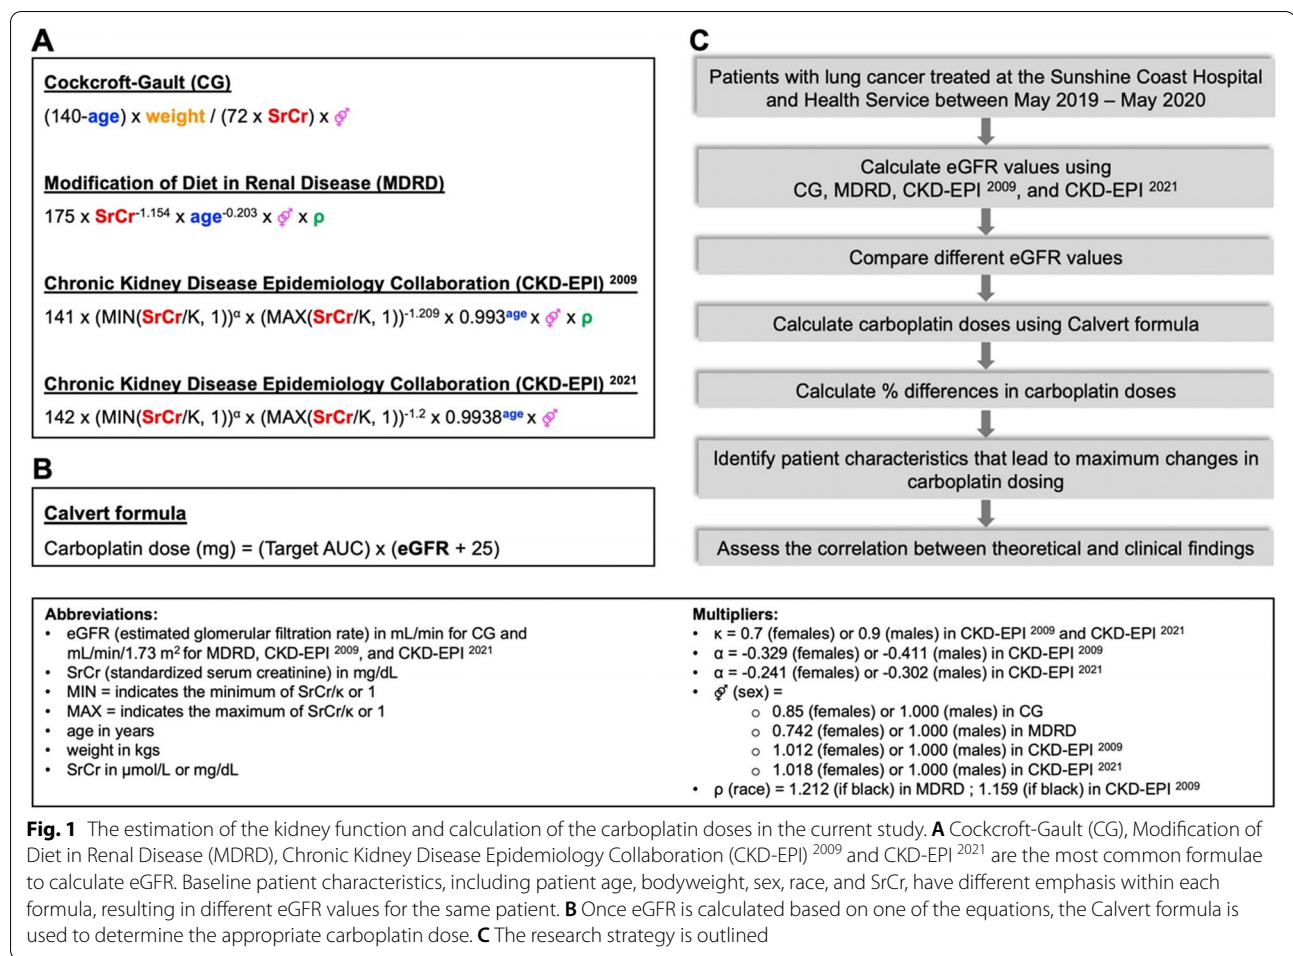 A
Cockcroft-Gault (CG)
(140-age) x weight / (72 x SrCr) x ⚥
Modification of Diet in Renal Disease (MDRD)
175 x SrCr-1.154 x age-0.203 x ⚥ x ρ
Chronic Kidney Disease Epidemiology Collaboration (CKD-EPI) 2009
141 x (MIN(SrCr/K, 1))α x (MAX(SrCr/K, 1))-1.209 x 0.993age x ⚥ x ρ
Chronic Kidney Disease Epidemiology Collaboration (CKD-EPI) 2021
142 x (MIN(SrCr/K, 1))α x (MAX(SrCr/K, 1))-1.2 x 0.9938age x ⚥
B
Calvert formula
Carboplatin dose (mg) = (Target AUC) x (eGFR + 25)
C
Patients with lung cancer treated at the Sunshine Coast Hospital
and Health Service between May 2019 – May 2020
Calculate eGFR values using
CG, MDRD, CKD-EPI 2009, and CKD-EPI 2021
Compare different eGFR values
Calculate carboplatin doses using Calvert formula
Calculate % differences in carboplatin doses
Identify patient characteristics that lead to maximum changes in
carboplatin dosing
Assess the correlation between theoretical and clinical findings
Abbreviations:
• eGFR (estimated glomerular filtration rate) in mL/min for CG and
mL/min/1.73 m2 for MDRD, CKD-EPI 2009, and CKD-EPI 2021
• SrCr (standardized serum creatinine) in mg/dL
• MIN = indicates the minimum of SrCr/κ or 1
• MAX = indicates the maximum of SrCr/κ or 1
• age in years
• weight in kgs
• SrCr in µmol/L or mg/dL
Multipliers:
• κ = 0.7 (females) or 0.9 (males) in CKD-EPI 2009 and CKD-EPI 2021
• α = -0.329 (females) or -0.411 (males) in CKD-EPI 2009
• α = -0.241 (females) or -0.302 (males) in CKD-EPI 2021
• ⚥ (sex) =
o 0.85 (females) or 1.000 (males) in CG
o 0.742 (females) or 1.000 (males) in MDRD
o 1.012 (females) or 1.000 (males) in CKD-EPI 2009
o 1.018 (females) or 1.000 (males) in CKD-EPI 2021
• ρ (race) = 1.212 (if black) in MDRD ; 1.159 (if black) in CKD-EPI 2009
Fig. 1 The estimation of the kidney function and calculation of the carboplatin doses in the current study. A Cockcroft-Gault (CG), Modification of
Diet in Renal Disease (MDRD), Chronic Kidney Disease Epidemiology Collaboration (CKD-EPI) 2009 and CKD-EPI 2021 are the most common formulae
to calculate eGFR. Baseline patient characteristics, including patient age, bodyweight, sex, race, and SrCr, have different emphasis within each
formula, resulting in different eGFR values for the same patient. B Once eGFR is calculated based on one of the equations, the Calvert formula is
used to determine the appropriate carboplatin dose. C The research strategy is outlined